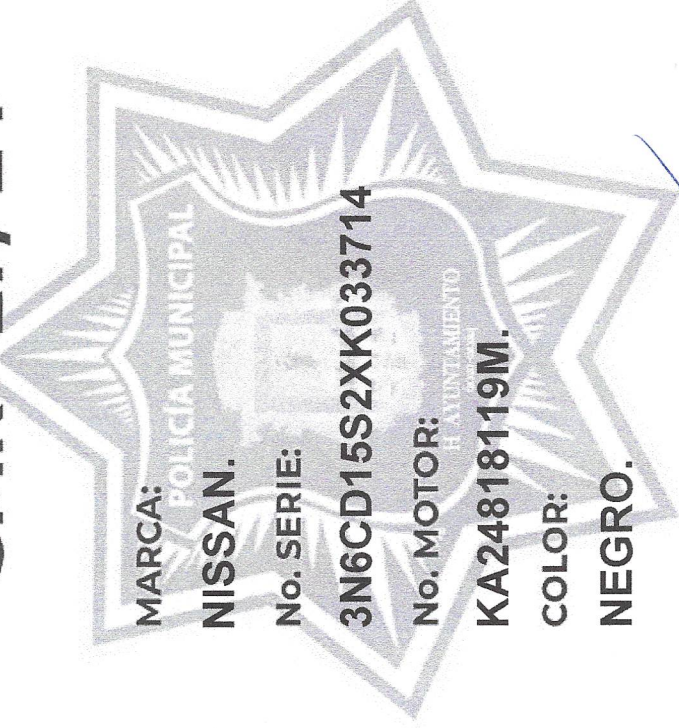 MARCA:
NISSAN.
No. SERIE:
3N6CD15S2XK033714
No. MOTOR:
KA24818119M.
COLOR:
NEGRO.
POLICÍA MUNICIPAL
H AYUNTAMIENTO